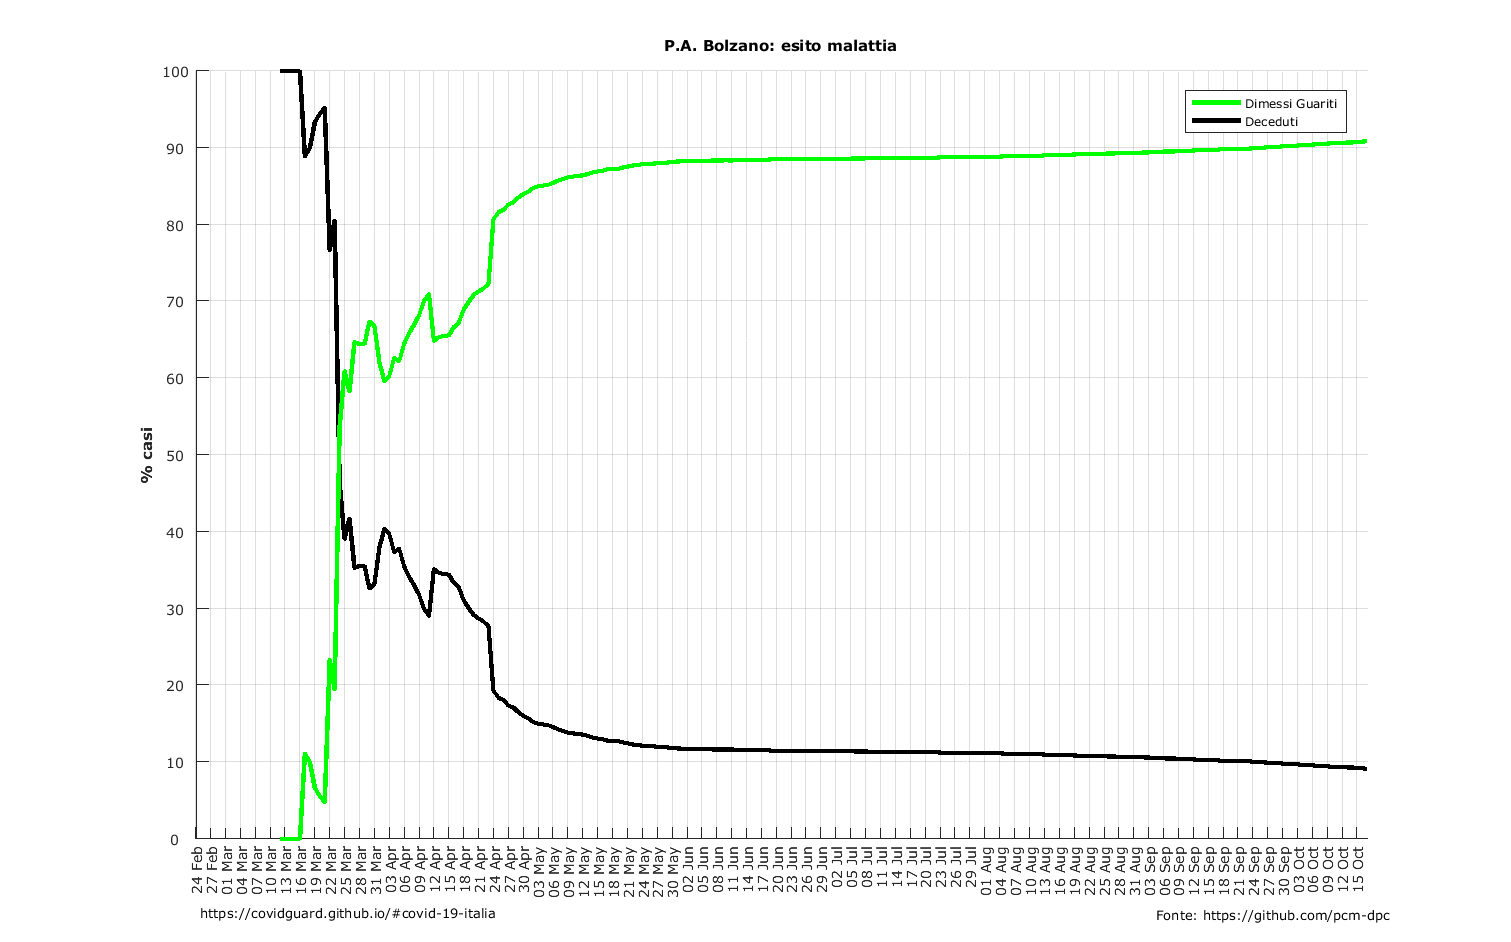 P.A. Bolzano: esito malattia
Dimessi Guariti
Deceduti
% casi
100
90
80
70
60
50
40
30
20
10
0
24 Feb
27 Feb
01 Mar
04 Mar
07 Mar
10 Mar
13 Mar
16 Mar
19 Mar
22 Mar
25 Mar
28 Mar
31 Mar
03 Apr
06 Apr
09 Apr
12 Apr
15 Apr
18 Apr
21 Apr
24 Apr
27 Apr
30 Apr
03 May
06 May
09 May
12 May
15 May
18 May
21 May
24 May
27 May
30 May
02 Jun
05 Jun
08 Jun
11 Jun
14 Jun
17 Jun
20 Jun
23 Jun
26 Jun
29 Jun
02 Jul
05 Jul
08 Jul
11 Jul
14 Jul
17 Jul
20 Jul
23 Jul
26 Jul
29 Jul
01 Aug
04 Aug
07 Aug
10 Aug
13 Aug
16 Aug
19 Aug
22 Aug
25 Aug
28 Aug
31 Aug
03 Sep
06 Sep
09 Sep
12 Sep
15 Sep
18 Sep
21 Sep
24 Sep
27 Sep
30 Sep
03 Oct
06 Oct
09 Oct
12 Oct
15 Oct
https://covidguard.github.io/#covid-19-italia
Fonte: https://github.com/pcm-dpc